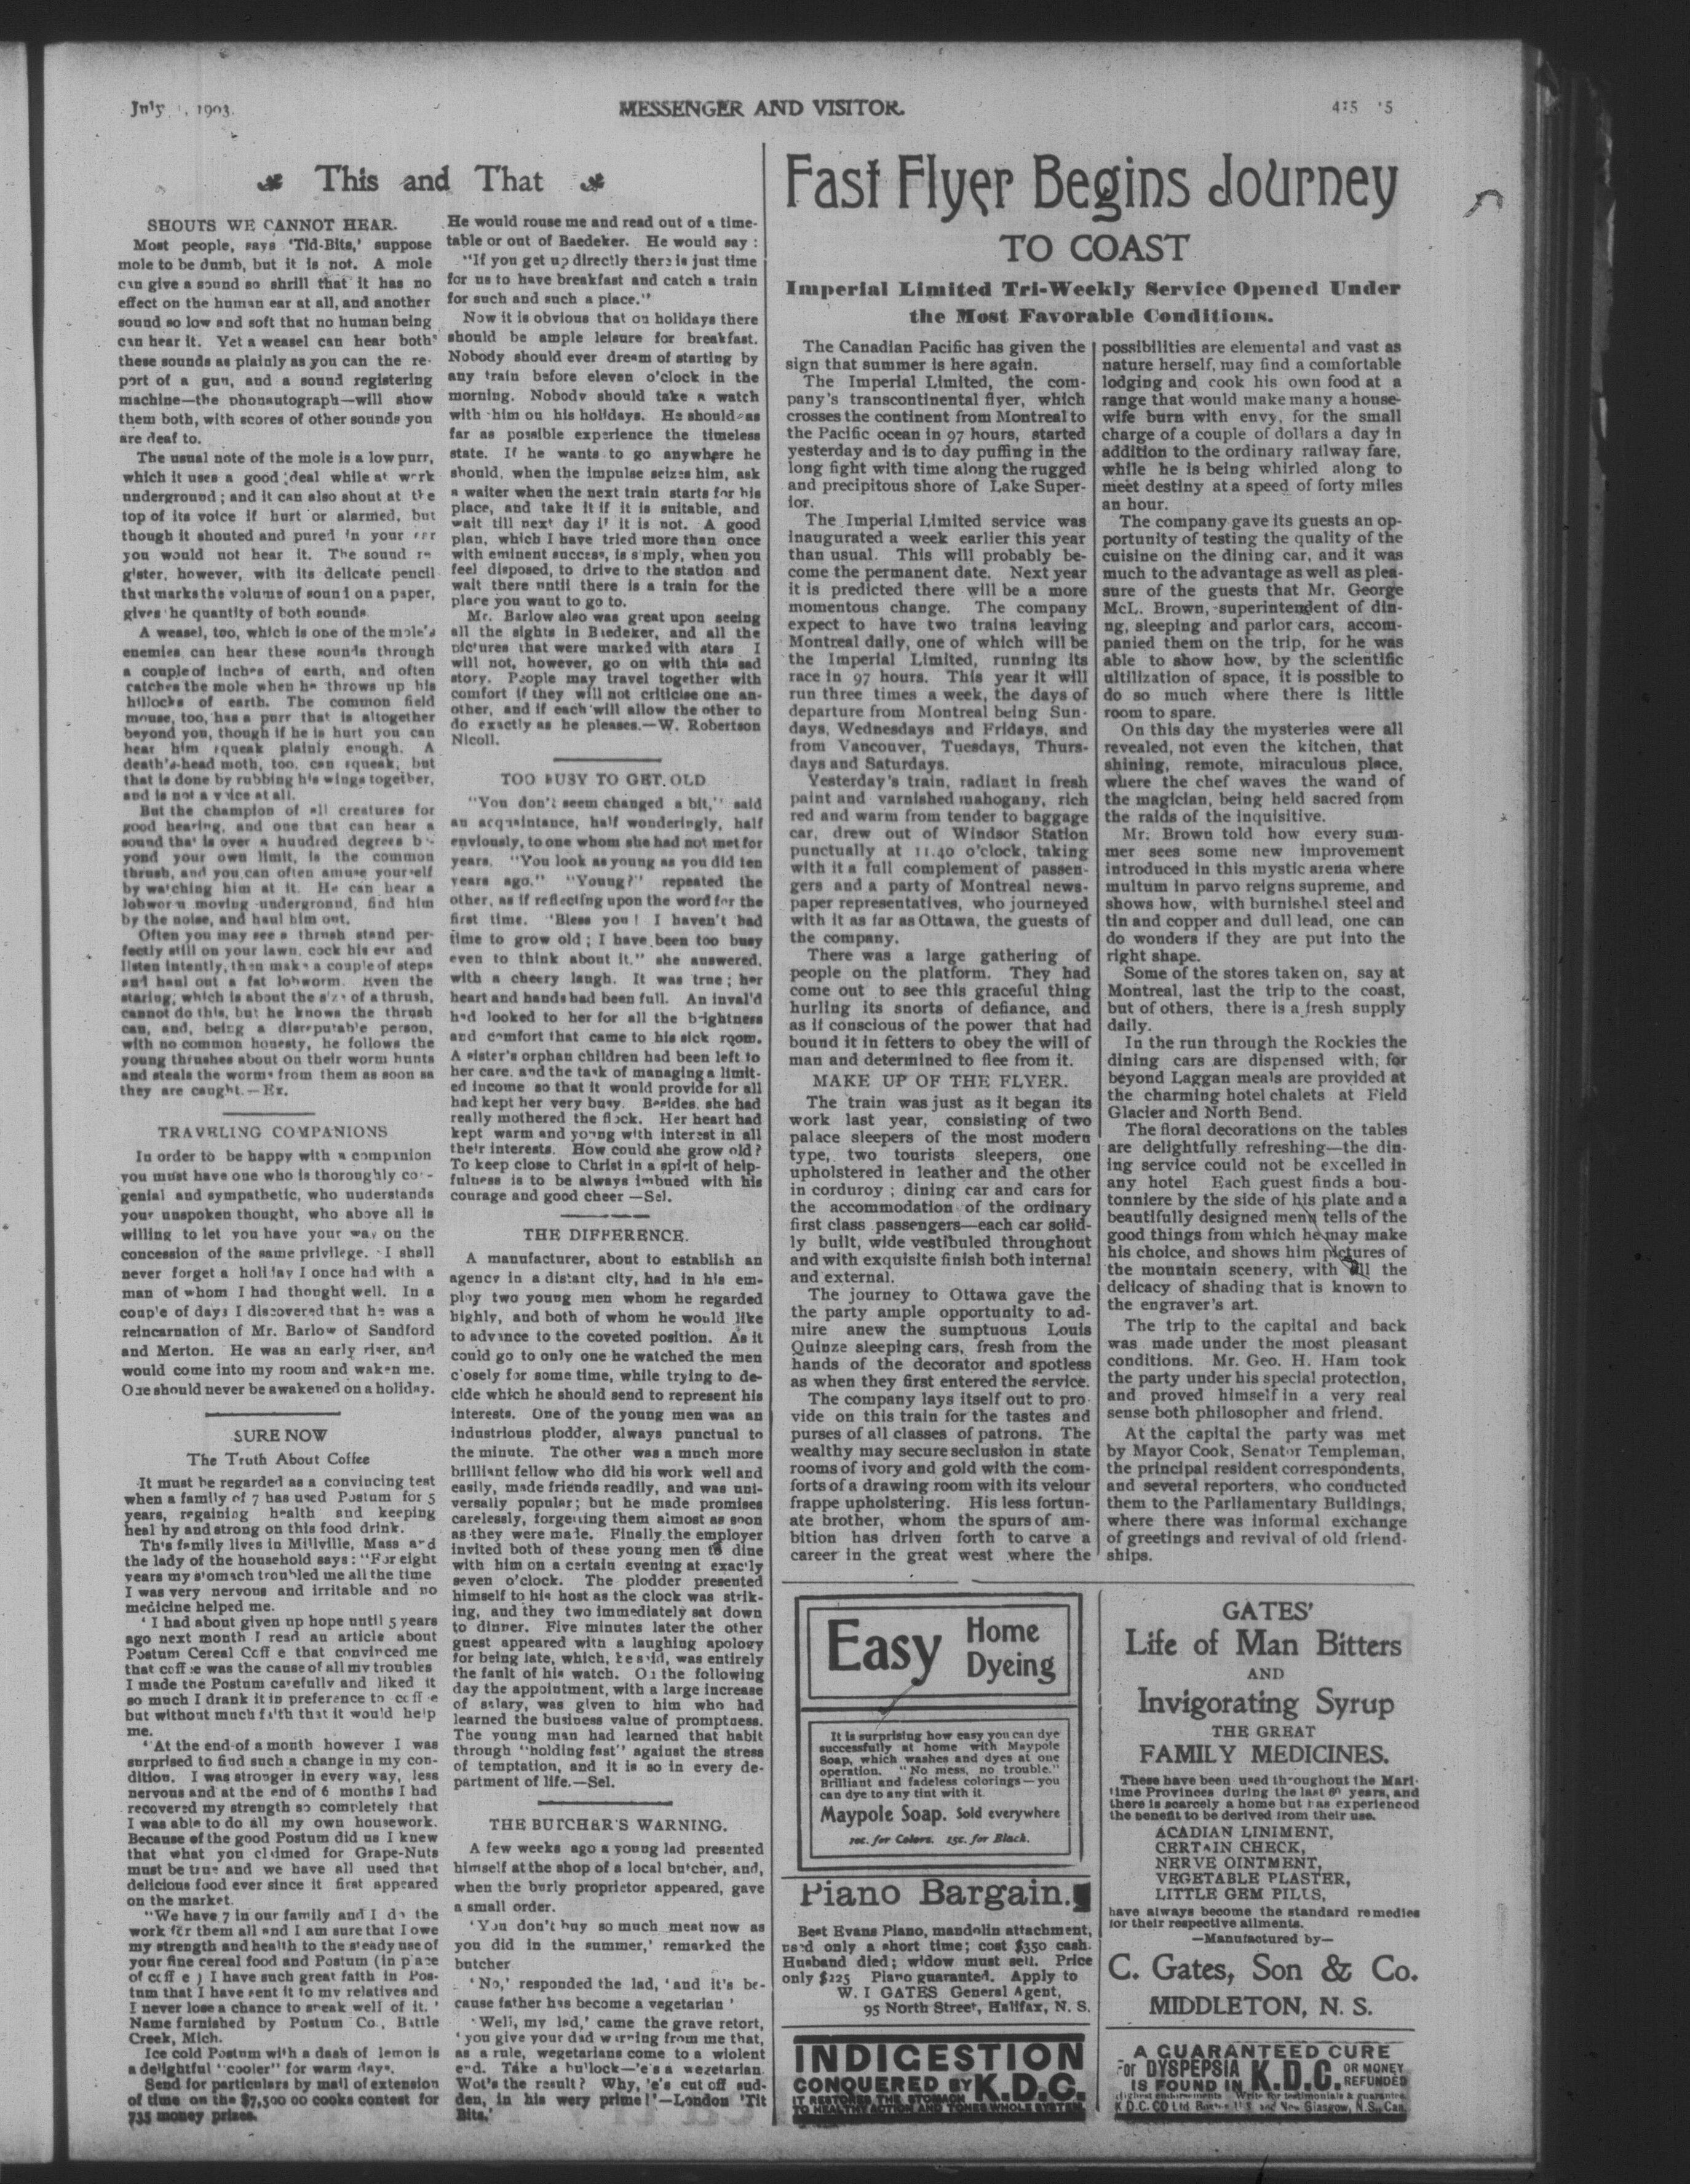 July 1, 1903.
MESSENGER AND VISITOR.
415 15
This and That
SHOUTS WE CANNOT HEAR.
Most people, says 'Tid-Bits,' suppose
mole to be dumb, but it is not. A mole
can give a sound so shrill that it has no
effect on the human ear at all, and another
sound so low and soft that no human being
can hear it. Yet a weasel can hear both
these sounds as plainly as you can the re-
port of a gun, and a sound registering
machine—the phonautograph—will show
them both, with scores of other sounds you
are deaf to.
The usual note of the mole is a low purr,
which it uses a good deal while at work
underground; and it can also shout at the
top of its voice if hurt or alarmed, but
though it shouted and pured in your ear
you would not hear it. The sound re
gister, however, with its delicate pencil
that marks the volume of sound on a paper,
gives the quantity of both sounds.
A weasel, too, which is one of the mole's
enemies can hear these sounds through
a couple of inches of earth, and often
catches the mole when he throws up his
hillocks of earth. The common field
mouse, too, has a purr that is altogether
beyond you, though if he is hurt you can
hear him squeak plainly enough. A
death's-head moth, too, can squeak, but
that is done by rubbing his wings together,
and is not a voice at all.
But the champion of all creatures for
good hearing, and one that can hear a
sound that is over a hundred degrees be-
yond your own limit, is the common
thrush, and you can often amuse yourself
by watching him at it. He can hear a
lobworm moving underground, find him
by the noise, and haul him out.
Often you may see a thrush stand per-
fectly still on your lawn, cock his ear and
listen intently, then make a couple of steps
and haul out a fat lobworm. Even the
staring, which is about the size of a thrush,
cannot do this, but he knows the thrush
can, and, being a disreputable person,
with no common honesty, he follows the
young thrushes about on their worm hunts
and steals the worms from them as soon as
they are caught.—Ex.
TRAVELING COMPANIONS
In order to be happy with a companion
you must have one who is thoroughly con-
genial and sympathetic, who understands
your unspoken thought, who above all is
willing to let you have your way on the
concession of the same privilege. I shall
never forget a holiday I once had with a
man of whom I had thought well. In a
couple of days I discovered that he was a
reincarnation of Mr. Barlow of Sandford
and Merton. He was an early riser, and
would come into my room and waken me.
One should never be awakened on a holiday.
SURE NOW
The Truth About Coffee
It must be regarded as a convincing test
when a family of 7 has used Postum for 5
years, regaining health and keeping
healthy and strong on this food drink.
This family lives in Millville, Mass and
the lady of the household says: "For eight
years my stomach troubled me all the time
I was very nervous and irritable and no
medicine helped me.
'I had about given up hope until 5 years
ago next month I read an article about
Postum Cereal Coffee that convinced me
that coffee was the cause of all my troubles
I made the Postum carefully and liked it
so much I drank it in preference to coffee
but without much faith that it would help
me.
"At the end of a month however I was
surprised to find such a change in my con-
dition. I was stronger in every way, less
nervous and at the end of 6 months I had
recovered my strength so completely that
I was able to do all my own housework.
Because of the good Postum did us I knew
that what you claimed for Grape-Nuts
must be true and we have all used that
delicious food ever since it first appeared
on the market.
"We have 7 in our family and I do the
work for them all and I am sure that I owe
my strength and health to the steady use of
your fine cereal food and Postum (in place
of coffee) I have such great faith in Pos-
tum that I have sent it to my relatives and
I never lose a chance to speak well of it.'
Name furnished by Postum Co., Battle
Creek, Mich.
Ice cold Postum with a dash of lemon is
a delightful "cooler" for warm days.
Send for particulars by mail of extension
of time on the $7,500 00 cooks contest for
735 money prizes.
He would rouse me and read out of a time-
table or out of Baedeker. He would say:
"If you get up directly there is just time
for us to have breakfast and catch a train
for such and such a place."
Now it is obvious that on holidays there
should be ample leisure for breakfast.
Nobody should ever dream of starting by
any train before eleven o'clock in the
morning. Nobody should take a watch
with him on his holidays. He should as
far as possible experience the timeless
state. If he wants to go anywhere he
should, when the impulse seizes him, ask
a waiter when the next train starts for his
place, and take it if it is suitable, and
wait till next day if it is not. A good
plan, which I have tried more than once
with eminent success, is simply, when you
feel disposed, to drive to the station and
wait there until there is a train for the
place you want to go to.
Mr. Barlow also was great upon seeing
all the sights in Baedeker, and all the
pictures that were marked with stars I
will not, however, go on with this sad
story. People may travel together with
comfort if they will not criticise one an-
other, and if each will allow the other to
do exactly as he pleases.—W. Robertson
Nicoll.
TOO BUSY TO GET OLD
"You don't seem changed a bit," said
an acquaintance, half wonderingly, half
enviously, to one whom she had not met for
years. "You look as young as you did ten
years ago." "Young?" repeated the
other, as if reflecting upon the word for the
first time. 'Bless you! I haven't had
time to grow old; I have been too busy
even to think about it." she answered,
with a cheery laugh. It was true; her
heart and hands had been full. An invalid
had looked to her for all the brightness
and comfort that came to his sick room.
A sister's orphan children had been left to
her care, and the task of managing a limit-
ed income so that it would provide for all
had kept her very busy. Besides, she had
really mothered the flock. Her heart had
kept warm and young with interest in all
their interests. How could she grow old?
To keep close to Christ in a spirit of help-
fulness is to be always imbued with his
courage and good cheer—Sel.
THE DIFFERENCE.
A manufacturer, about to establish an
agency in a distant city, had in his em-
ploy two young men whom he regarded
highly, and both of whom he would like
to advance to the coveted position. As it
could go to only one he watched the men
closely for some time, while trying to de-
cide which he should send to represent his
interests. One of the young men was an
industrious plodder, always punctual to
the minute. The other was a much more
brilliant fellow who did his work well and
easily, made friends readily, and was uni-
versally popular; but he made promises
carelessly, forgetting them almost as soon
as they were made. Finally the employer
invited both of these young men to dine
with him on a certain evening at exactly
seven o'clock. The plodder presented
himself to his host as the clock was strik-
ing, and they two immediately sat down
to dinner. Five minutes later the other
guest appeared with a laughing apology
for being late, which, he said, was entirely
the fault of his watch. On the following
day the appointment, with a large increase
of salary, was given to him who had
learned the business value of promptness.
The young man had learned that habit
through "holding fast" against the stress
of temptation, and it is so in every de-
partment of life.—Sel.
THE BUTCHER'S WARNING.
A few weeks ago a young lad presented
himself at the shop of a local butcher, and,
when the burly proprietor appeared, gave
a small order.
'You don't buy so much meat now as
you did in the summer,' remarked the
butcher
'No,' responded the lad, 'and it's be-
cause father has become a vegetarian'
'Well, my lad,' came the grave retort,
'you give your dad warning from me that,
as a rule, wegetarians come to a wiolent
end. Take a bullock—'e's a wegetarian.
Wot's the result? Why, 'e's cut off sud-
den, in his wery prime!'—London 'Tit
Bits.'
Fast Flyer Begins Journey
TO COAST
Imperial Limited Tri-Weekly Service Opened Under
the Most Favorable Conditions.
The Canadian Pacific has given the
sign that summer is here again.
The Imperial Limited, the com-
pany's transcontinental flyer, which
crosses the continent from Montreal to
the Pacific ocean in 97 hours, started
yesterday and is to day puffing in the
long fight with time along the rugged
and precipitous shore of Lake Super-
ior.
The Imperial Limited service was
inaugurated a week earlier this year
than usual. This will probably be-
come the permanent date. Next year
it is predicted there will be a more
momentous change. The company
expect to have two trains leaving
Montreal daily, one of which will be
the Imperial Limited, running its
race in 97 hours. This year it will
run three times a week, the days of
departure from Montreal being Sun-
days, Wednesdays and Fridays, and
from Vancouver, Tuesdays, Thurs-
days and Saturdays.
Yesterday's train, radiant in fresh
paint and varnished mahogany, rich
red and warm from tender to baggage
car, drew out of Windsor Station
punctually at 11.40 o'clock, taking
with it a full complement of passen-
gers and a party of Montreal news-
paper representatives, who journeyed
with it as far as Ottawa, the guests of
the company.
There was a large gathering of
people on the platform. They had
come out to see this graceful thing
hurling its snorts of defiance, and
as if conscious of the power that had
bound it in fetters to obey the will of
man and determined to flee from it.
MAKE UP OF THE FLYER.
The train was just as it began its
work last year, consisting of two
palace sleepers of the most modern
type, two tourists sleepers, one
upholstered in leather and the other
in corduroy; dining car and cars for
the accommodation of the ordinary
first class passengers—each car solid-
ly built, wide vestibuled throughout
and with exquisite finish both internal
and external.
The journey to Ottawa gave the
the party ample opportunity to ad-
mire anew the sumptuous Louis
Quinze sleeping cars, fresh from the
hands of the decorator and spotless
as when they first entered the service.
The company lays itself out to pro-
vide on this train for the tastes and
purses of all classes of patrons. The
wealthy may secure seclusion in state
rooms of ivory and gold with the com-
forts of a drawing room with its velour
frappe upholstering. His less fortun-
ate brother, whom the spurs of am-
bition has driven forth to carve a
career in the great west where the
possibilities are elemental and vast as
nature herself, may find a comfortable
lodging and cook his own food at a
range that would make many a house-
wife burn with envy, for the small
charge of a couple of dollars a day in
addition to the ordinary railway fare,
while he is being whirled along to
meet destiny at a speed of forty miles
an hour.
The company gave its guests an op-
portunity of testing the quality of the
cuisine on the dining car, and it was
much to the advantage as well as plea-
sure of the guests that Mr. George
McL. Brown, superintendent of din-
ng, sleeping and parlor cars, accom-
panied them on the trip, for he was
able to show how, by the scientific
ultilization of space, it is possible to
do so much where there is little
room to spare.
On this day the mysteries were all
revealed, not even the kitchen, that
shining, remote, miraculous place,
where the chef waves the wand of
the magician, being held sacred from
the raids of the inquisitive.
Mr. Brown told how every sum-
mer sees some new improvement
introduced in this mystic arena where
multum in parvo reigns supreme, and
shows how, with burnished steel and
tin and copper and dull lead, one can
do wonders if they are put into the
right shape.
Some of the stores taken on, say at
Montreal, last the trip to the coast,
but of others, there is a fresh supply
daily.
In the run through the Rockies the
dining cars are dispensed with, for
beyond Laggan meals are provided at
the charming hotel chalets at Field
Glacier and North Bend.
The floral decorations on the tables
are delightfully refreshing—the din-
ing service could not be excelled in
any hotel Each guest finds a bou-
tonniere by the side of his plate and a
beautifully designed menu tells of the
good things from which he may make
his choice, and shows him pictures of
the mountain scenery, with all the
delicacy of shading that is known to
the engraver's art.
The trip to the capital and back
was made under the most pleasant
conditions. Mr. Geo. H. Ham took
the party under his special protection,
and proved himself in a very real
sense both philosopher and friend.
At the capital the party was met
by Mayor Cook, Senator Templeman,
the principal resident correspondents,
and several reporters, who conducted
them to the Parliamentary Buildings,
where there was informal exchange
of greetings and revival of old friend-
ships.
Easy Home
Dyeing
It is surprising how easy you can dye
successfully at home with Maypole
Soap, which washes and dyes at one
operation. "No mess, no trouble."
Brilliant and fadeless colorings—you
can dye to any tint with it.
Maypole Soap. Sold everywhere
10c. for Colors. 15c. for Black.
Piano Bargain.
Best Evans Piano, mandolin attachment,
used only a short time; cost $350 cash.
Husband died; widow must sell. Price
only $225 Piano guaranted. Apply to
W. I GATES General Agent,
95 North Street, Halifax, N. S.
INDIGESTION
CONQUERED BY K.D.C.
IT RESTORES THE STOMACH
TO HEALTHY ACTION AND TONES WHOLE SYSTEM.
GATES'
Life of Man Bitters
AND
Invigorating Syrup
THE GREAT
FAMILY MEDICINES.
These have been used throughout the Mari-
time Provinces during the last 60 years, and
there is scarcely a home but has experienced
the benefit to be derived from their use.
ACADIAN LINIMENT,
CERTAIN CHECK,
NERVE OINTMENT,
VEGETABLE PLASTER,
LITTLE GEM PILLS,
have always become the standard remedies
for their respective ailments.
—Manufactured by—
C. Gates, Son & Co.
MIDDLETON, N. S.
A GUARANTEED CURE
For DYSPEPSIA
IS FOUND IN K.D.C. OR MONEY
REFUNDED
Highest endorsements. Write for testimonials & guarantee.
K D.C. CO Ltd. Boston U.S. and New Glasgow, N.S., Can.